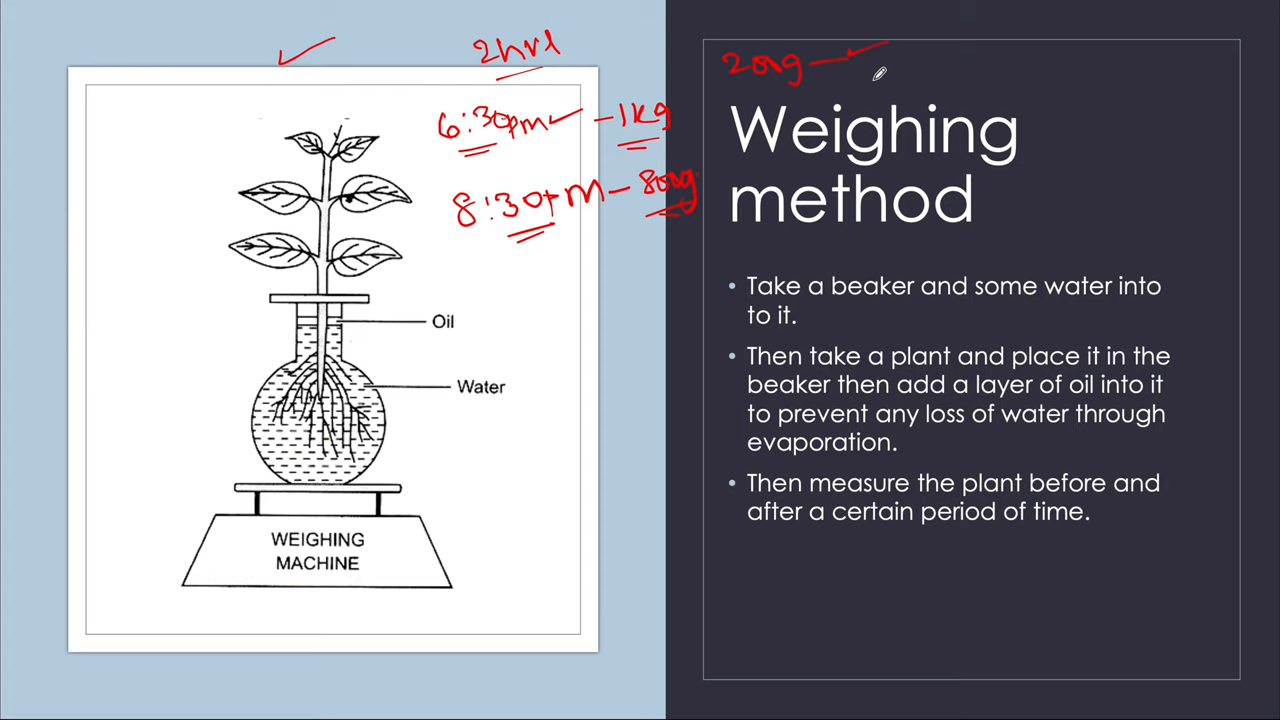 2hrs
6:30pm - 1kg
8:30pm - 800g.
Oil
Water
WEIGHING
MACHINE
200g -
Weighing
method
• Take a beaker and some water into
to it.
• Then take a plant and place it in the
beaker then add a layer of oil into it
to prevent any loss of water through
evaporation.
• Then measure the plant before and
after a certain period of time.